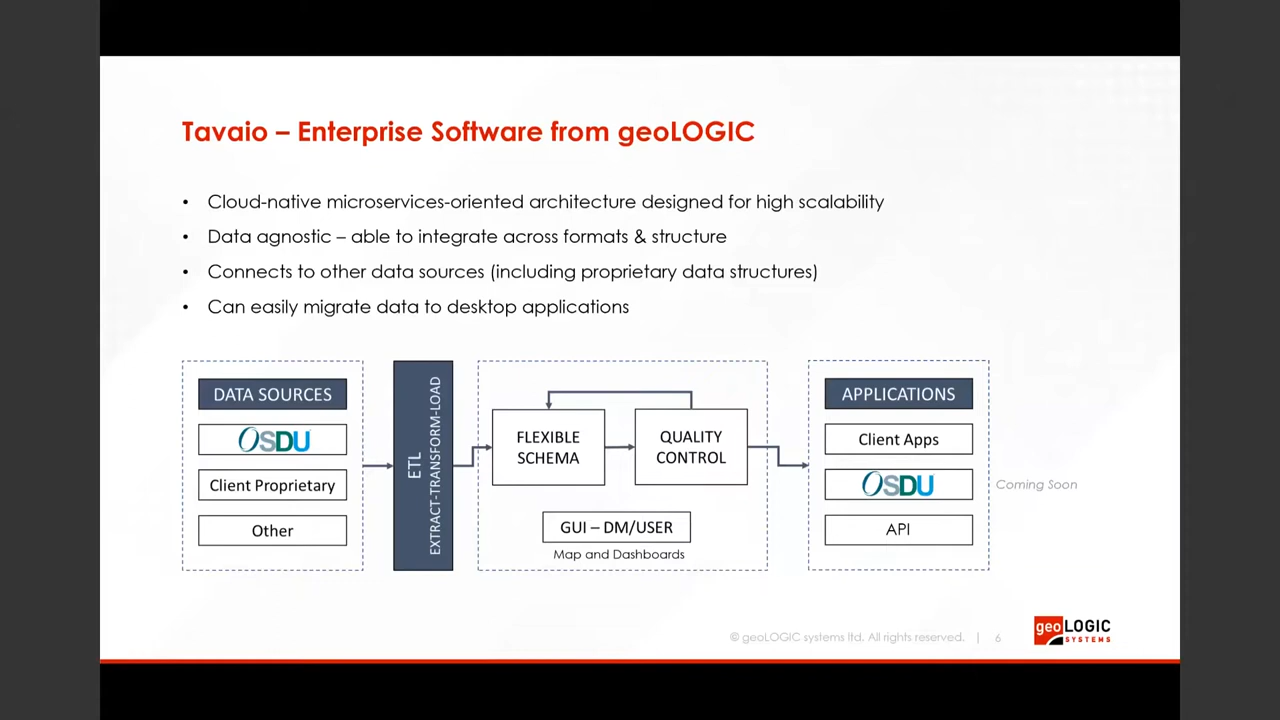 Tavaio – Enterprise Software from geoLOGIC
• Cloud-native microservices-oriented architecture designed for high scalability
• Data agnostic – able to integrate across formats & structure
• Connects to other data sources (including proprietary data structures)
• Can easily migrate data to desktop applications
DATA SOURCES
OSDU
Client Proprietary
Other
ETL
EXTRACT-TRANSFORM-LOAD
FLEXIBLE
SCHEMA
QUALITY
CONTROL
GUI – DM/USER
Map and Dashboards
APPLICATIONS
Client Apps
OSDU
Coming Soon
API
© geoLOGIC systems ltd. All rights reserved. | 6
geoLOGIC
SYSTEMS